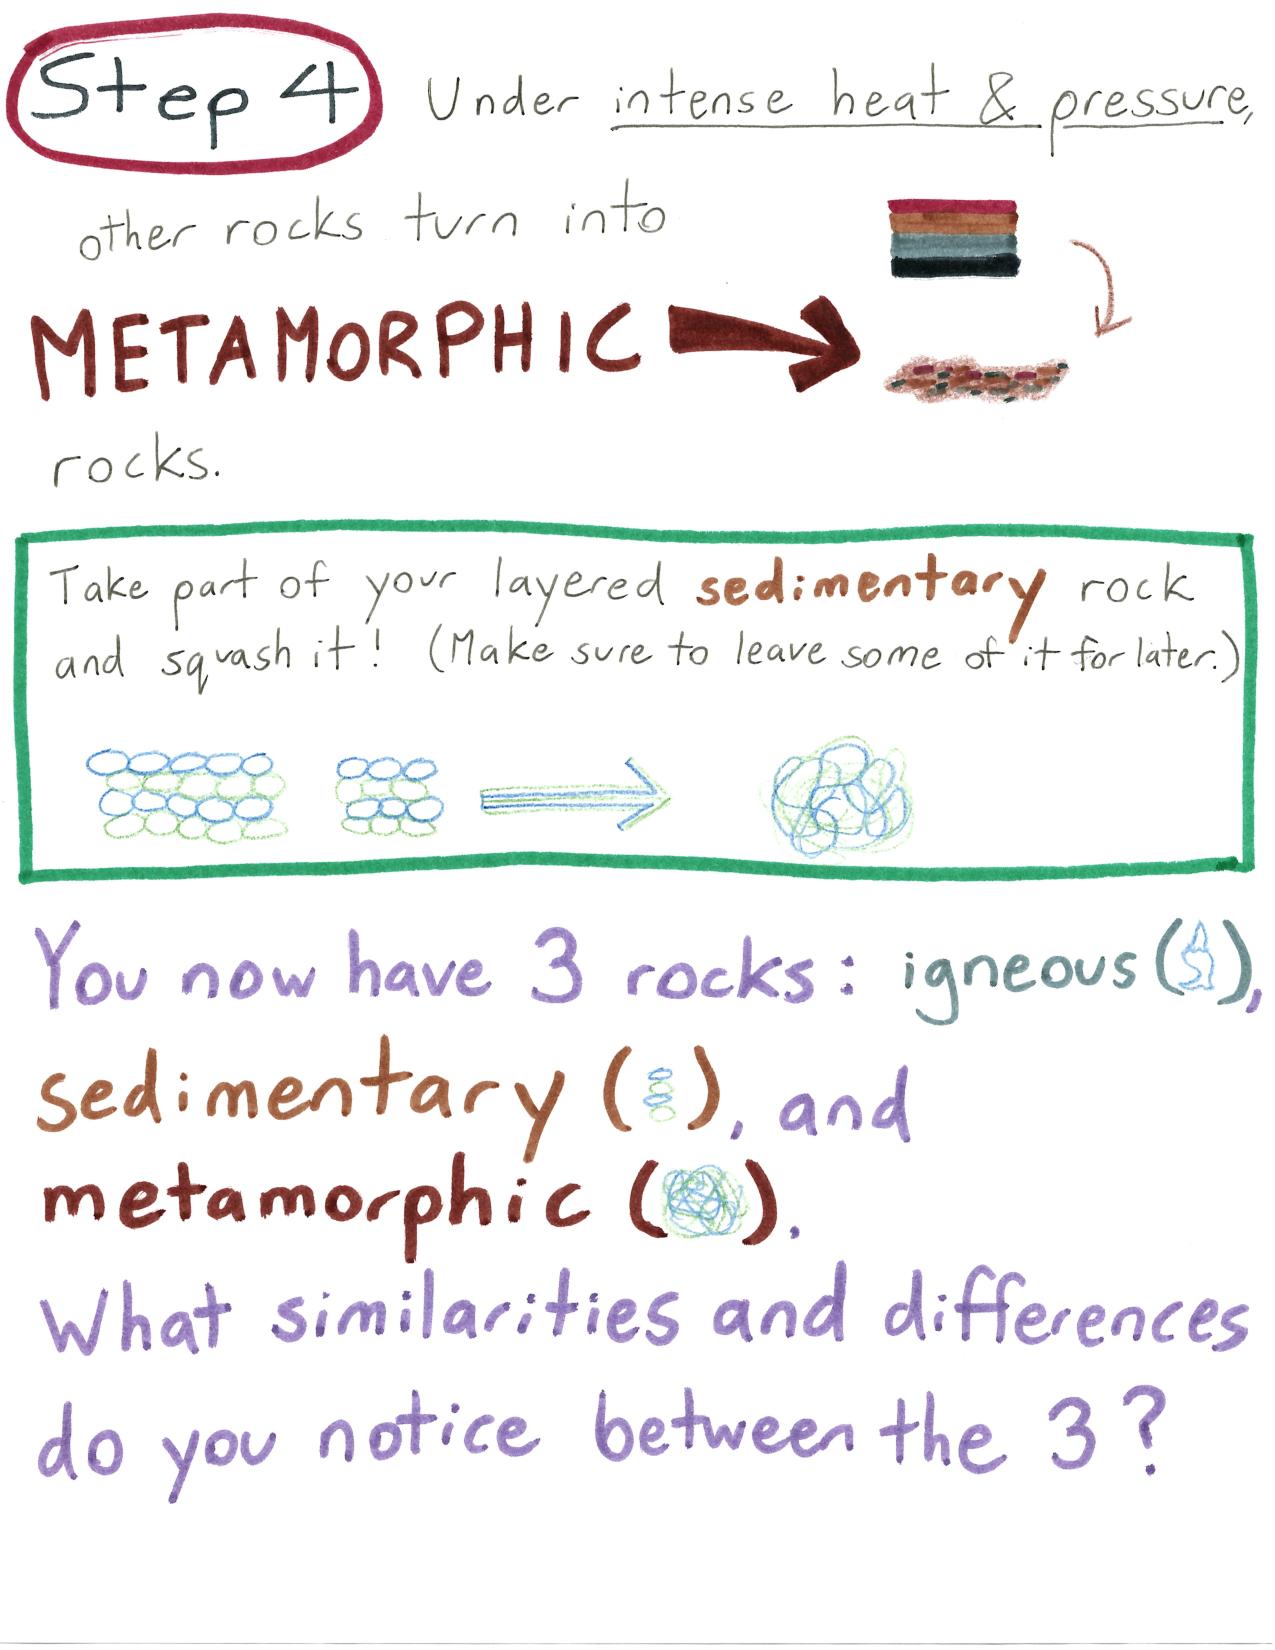 Step 4 Under intense heat & pressure,
other rocks turn into
METAMORPHIC
rocks.
Take part of your layered sedimentary rock
and squash it! (Make sure to leave some of it for later.)
You now have 3 rocks: igneous ( ),
sedimentary ( ), and
metamorphic ( ).
What similarities and differences
do you notice between the 3?